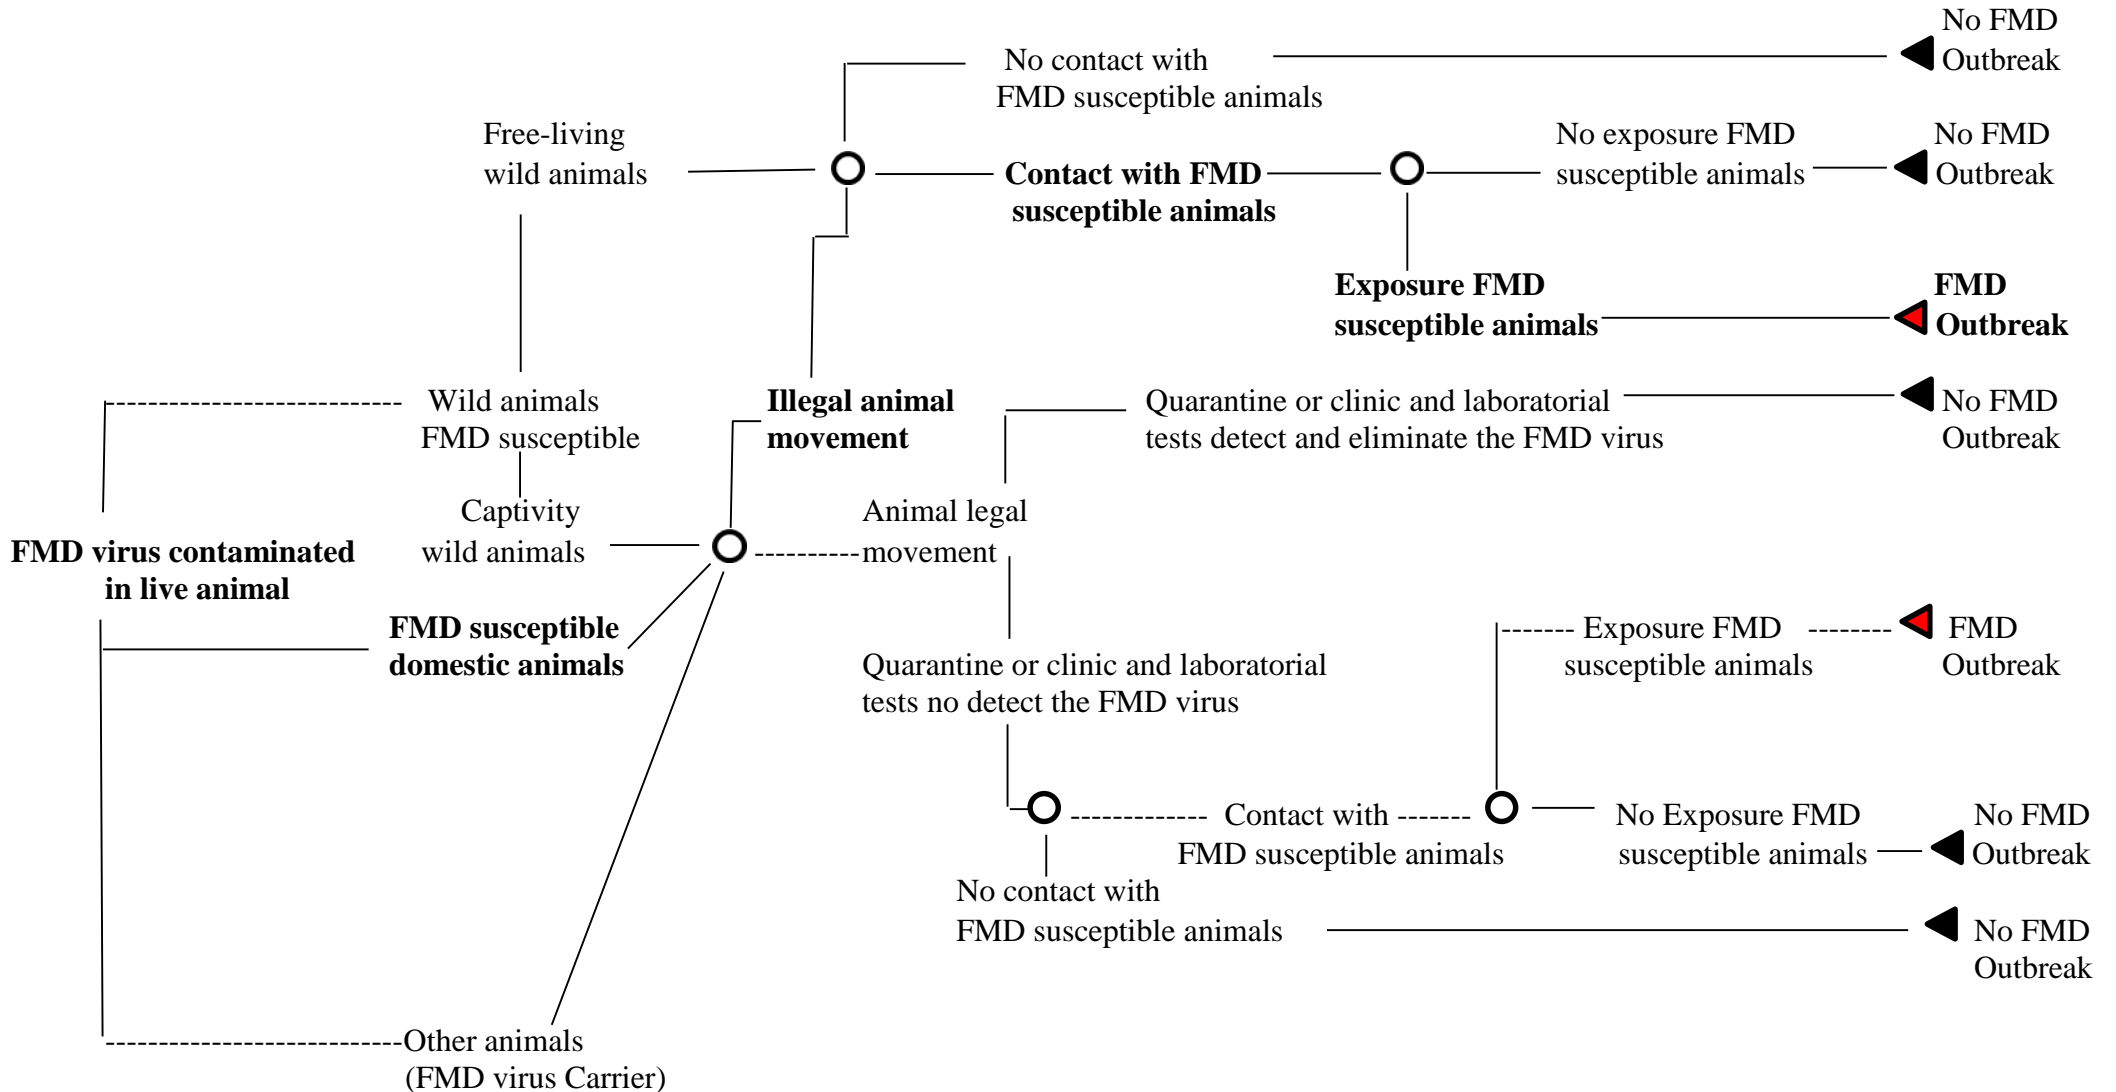 No FMD
Outbreak
No contact with
FMD susceptible animals
Free-living
wild animals
Contact with FMD
susceptible animals
No exposure FMD
susceptible animals
No FMD
Outbreak
Exposure FMD
susceptible animals
FMD
Outbreak
Wild animals
FMD susceptible
Illegal animal
movement
Quarantine or clinic and laboratorial
tests detect and eliminate the FMD virus
No FMD
Outbreak
Captivity
wild animals
Animal legal
movement
FMD virus contaminated
in live animal
FMD susceptible
domestic animals
Quarantine or clinic and laboratorial
tests no detect the FMD virus
Exposure FMD
susceptible animals
FMD
Outbreak
Contact with
FMD susceptible animals
No Exposure FMD
susceptible animals
No FMD
Outbreak
No contact with
FMD susceptible animals
No FMD
Outbreak
Other animals
(FMD virus Carrier)